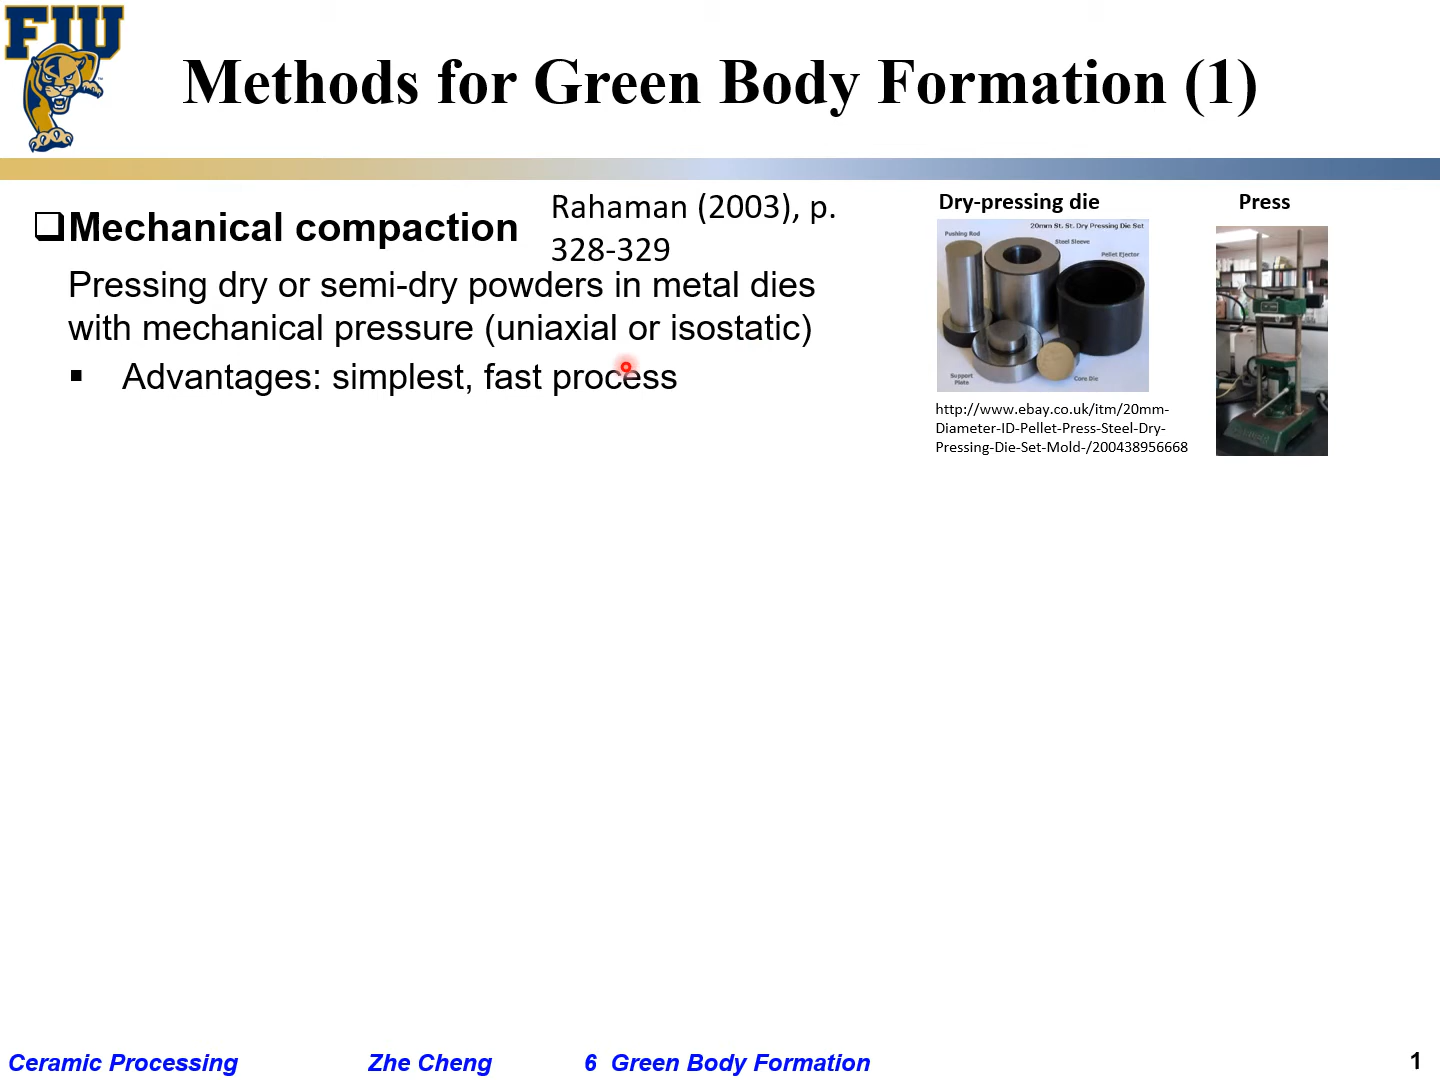 FIU
Methods for Green Body Formation (1)
Mechanical compaction
Rahaman (2003), p.
328-329
Pressing dry or semi-dry powders in metal dies
with mechanical pressure (uniaxial or isostatic)
Advantages: simplest, fast process
Dry-pressing die
Press
20mm St. St. Dry Pressing Die Set
Pushing Rod
Steel Sleeve
Pellet Ejector
Support
Plate
Core Die
http://www.ebay.co.uk/itm/20mm-
Diameter-ID-Pellet-Press-Steel-Dry-
Pressing-Die-Set-Mold-/200438956668
Ceramic Processing
Zhe Cheng
6 Green Body Formation
1